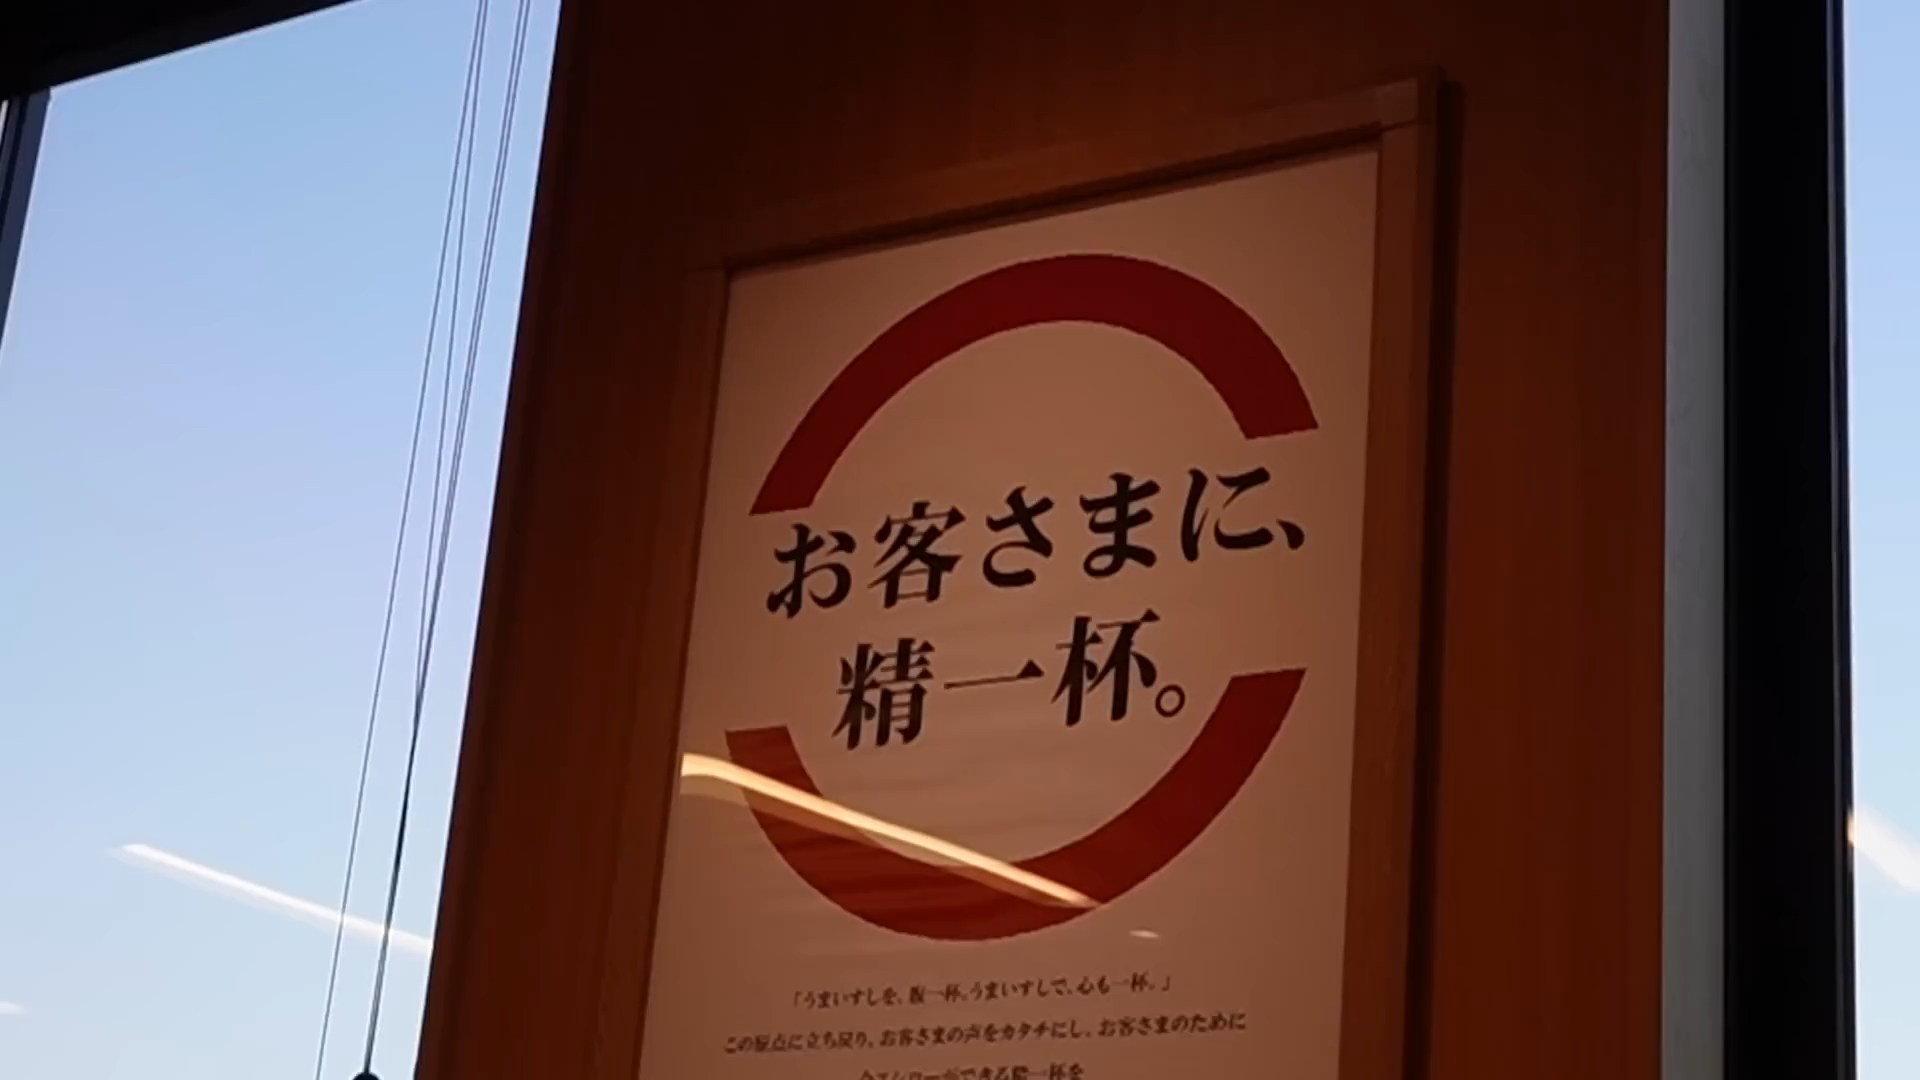 お客さまに、
精一杯。
「うまいすしを、腹一杯。うまいすしで、心も一杯。」
この原点に立ち戻り、お客さまの声をカタチにし、お客さまのために